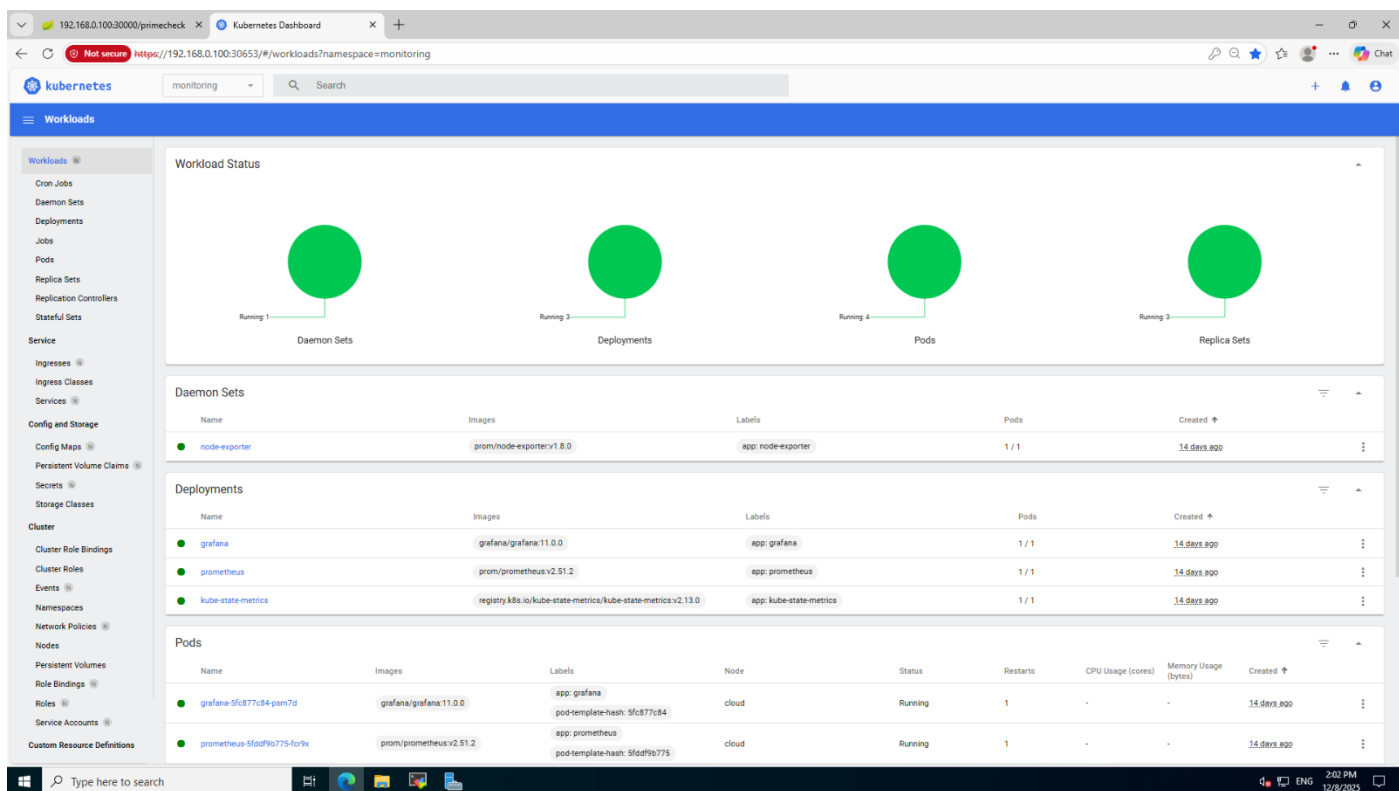 192.168.0.100:30000/primecheck
Kubernetes Dashboard
Not secure https://192.168.0.100:30653/#/workloads?namespace=monitoring
Chat
kubernetes
monitoring
Search
Workloads
Workloads N
Cron Jobs
Daemon Sets
Deployments
Jobs
Pods
Replica Sets
Replication Controllers
Stateful Sets
Service
Ingresses N
Ingress Classes
Services N
Config and Storage
Config Maps N
Persistent Volume Claims N
Secrets N
Storage Classes
Cluster
Cluster Role Bindings
Cluster Roles
Events N
Namespaces
Network Policies N
Nodes
Persistent Volumes
Role Bindings N
Roles N
Service Accounts N
Custom Resource Definitions
Workload Status
Running: 1
Running: 3
Running: 4
Running: 3
Daemon Sets
Deployments
Pods
Replica Sets
Daemon Sets
Name Images Labels Pods Created
node-exporter prom/node-exporter:v1.8.0 app: node-exporter 1 / 1 14 days ago
Deployments
Name Images Labels Pods Created
grafana grafana/grafana:11.0.0 app: grafana 1 / 1 14 days ago
prometheus prom/prometheus:v2.51.2 app: prometheus 1 / 1 14 days ago
kube-state-metrics registry.k8s.io/kube-state-metrics/kube-state-metrics:v2.13.0 app: kube-state-metrics 1 / 1 14 days ago
Pods
Name Images Labels Node Status Restarts CPU Usage (cores) Memory Usage (bytes) Created
app: grafana
grafana-5fc877c84-psm7d grafana/grafana:11.0.0 cloud Running 1 - - 14 days ago
pod-template-hash: 5fc877c84
app: prometheus
prometheus-5fddf9b775-fcr9x prom/prometheus:v2.51.2 cloud Running 1 - - 14 days ago
pod-template-hash: 5fddf9b775
Type here to search
ENG
2:02 PM
12/8/2025